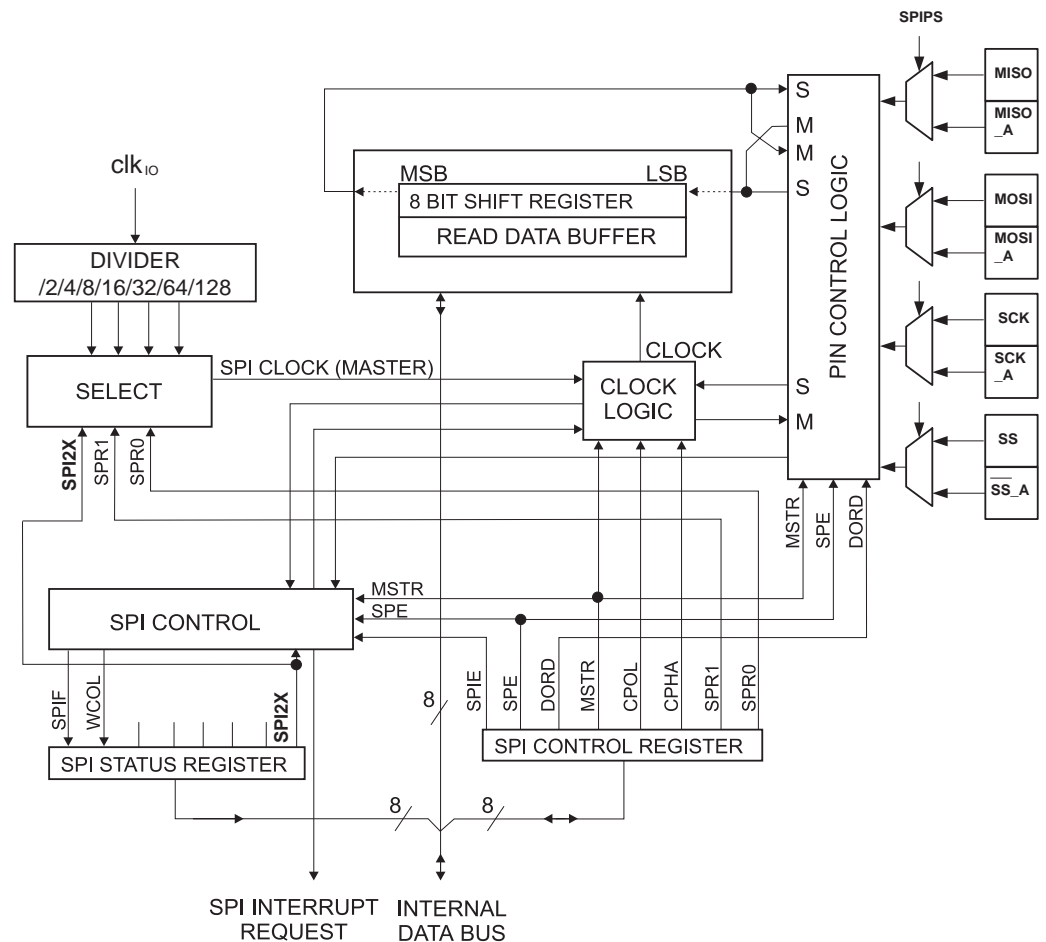 SPIPS
MISO
MISO
_A
MOSI
MOSI
_A
SCK
SCK
_A
SS
SS_A
S
M
M
S
S
M
PIN CONTROL LOGIC
MSB
LSB
8 BIT SHIFT REGISTER
READ DATA BUFFER
clkIO
DIVIDER
/2/4/8/16/32/64/128
SELECT
SPI CLOCK (MASTER)
CLOCK
CLOCK
LOGIC
SPI2X
SPR1
SPR0
MSTR
SPE
DORD
MSTR
SPE
SPI CONTROL
SPIF
WCOL
SPI2X
SPIE
SPE
DORD
MSTR
CPOL
CPHA
SPR1
SPR0
8
SPI STATUS REGISTER
SPI CONTROL REGISTER
8
8
SPI INTERRUPT
REQUEST
INTERNAL
DATA BUS